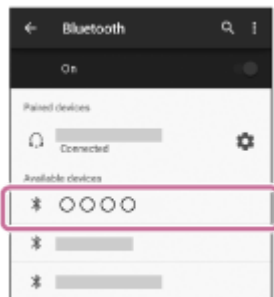 Bluetooth
On
Paired devices
Connected
Available devices
○○○○